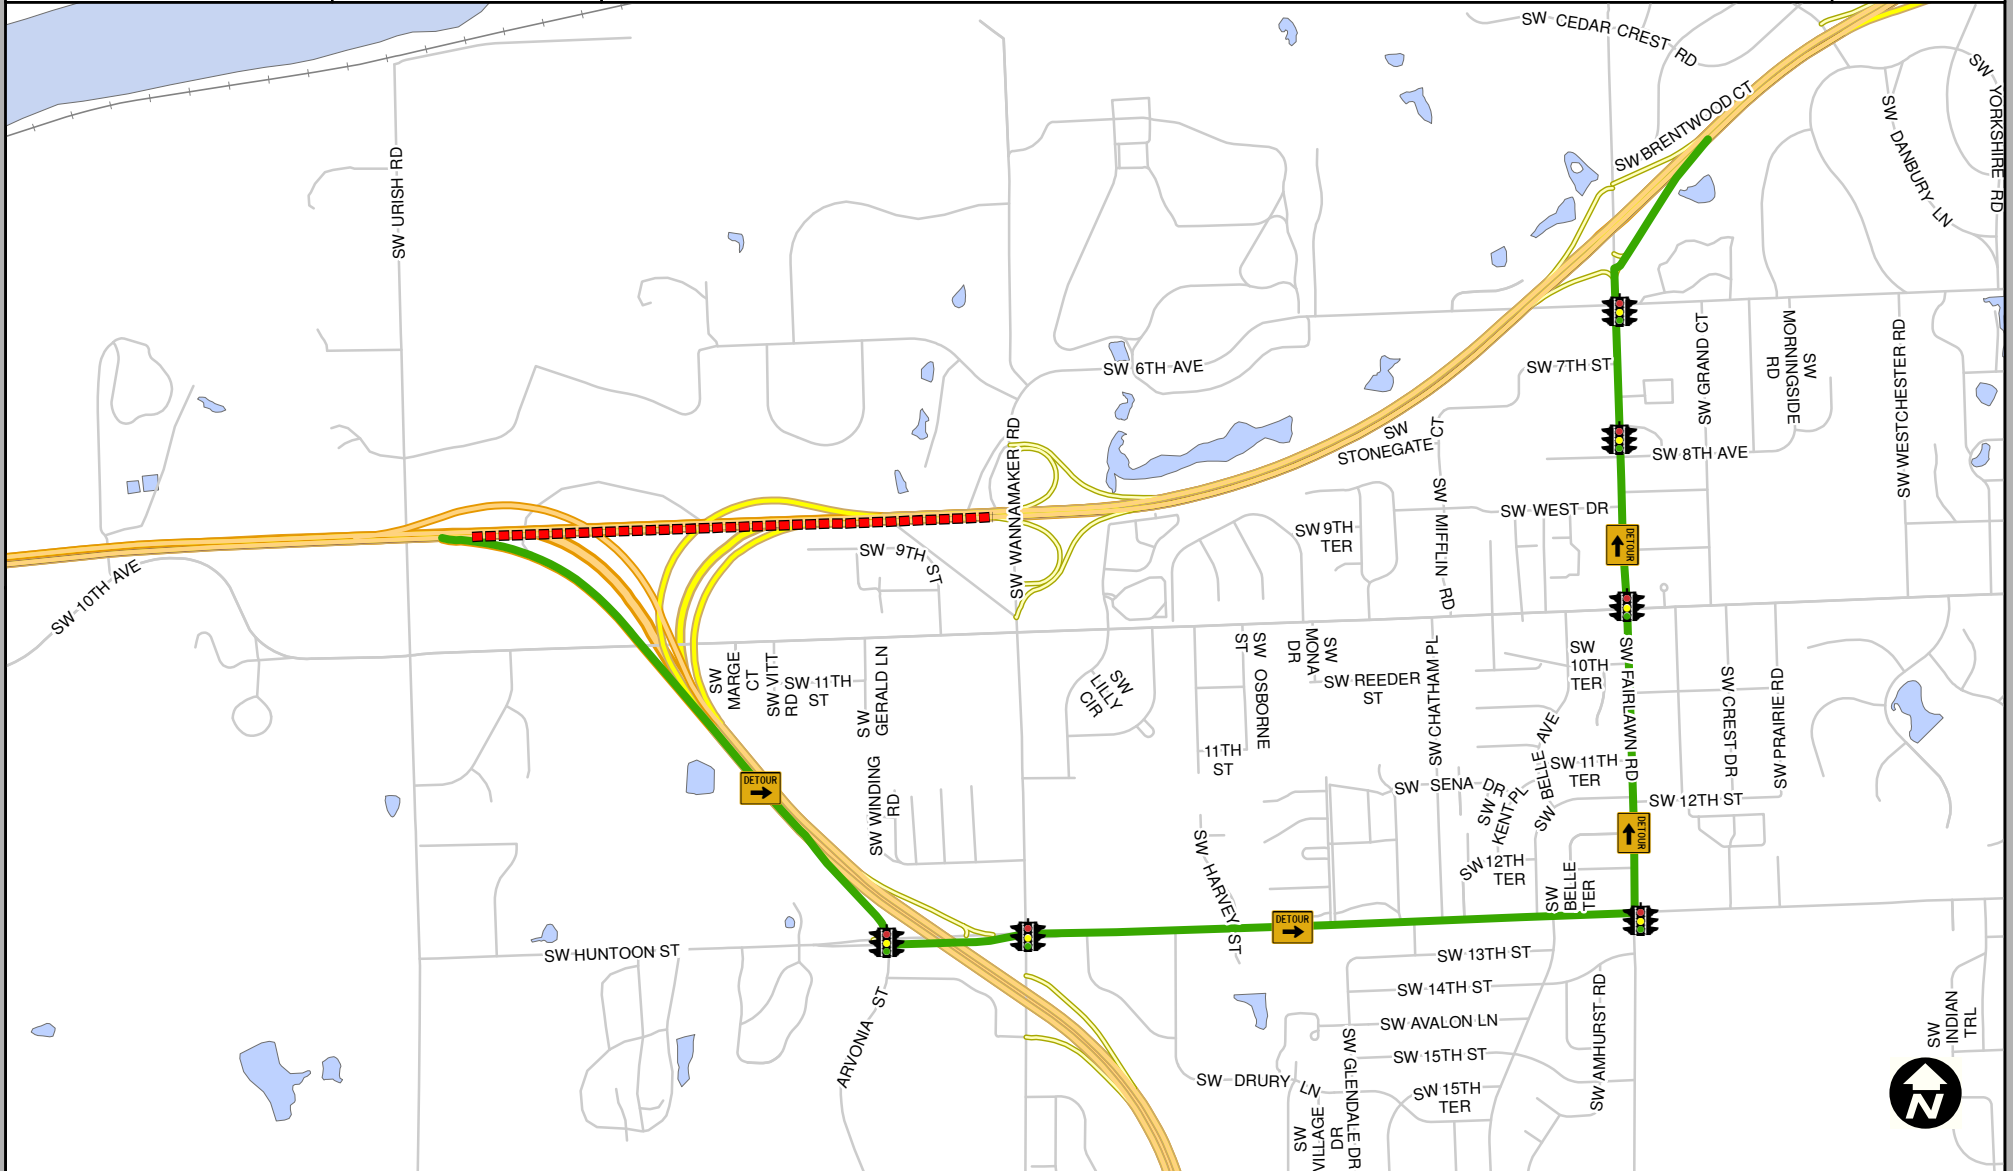 SW CEDAR CREST RD
SW
YORKSHIRE RD
SW BRENTWOOD CT
SW DANBURY LN
SW URISH RD
SW 6TH AVE
SW 7TH ST
SW GRAND CT
SW
MORNINGSIDE
RD
SW WESTCHESTER RD
SW
STONEGATE CT
SW 8TH AVE
SW WANNAMAKER RD
SW MIFFLIN RD
SW WEST DR
SW 9TH
TER
SW 9TH ST
DETOUR
SW 10TH AVE
SW
MARGE
CT
SW VITT
RD
SW 11TH
ST
SW
GERALD LN
SW
LILLY
CIR
SW OSBORNE
ST
SW
MONA
DR
SW REEDER
ST
SW CHATHAM PL
SW
10TH
TER
SW FAIRLAWN RD
SW CREST DR
SW PRAIRIE RD
11TH
ST
SW BELLE AVE
SW 11TH
TER
SW SENA DR
SW
KENT PL
SW 12TH ST
DETOUR
SW WINDING
RD
DETOUR
SW HARVEY ST
SW 12TH
TER
SW
BELLE
TER
DETOUR
SW HUNTOON ST
SW 13TH ST
ARVONIA ST
SW 14TH ST
SW AVALON LN
SW 15TH ST
SW AMHURST RD
SW
INDIAN
TRL
SW DRURY LN
SW GLENDALE DR
SW 15TH
TER
SW
VILLAGE
DR
N